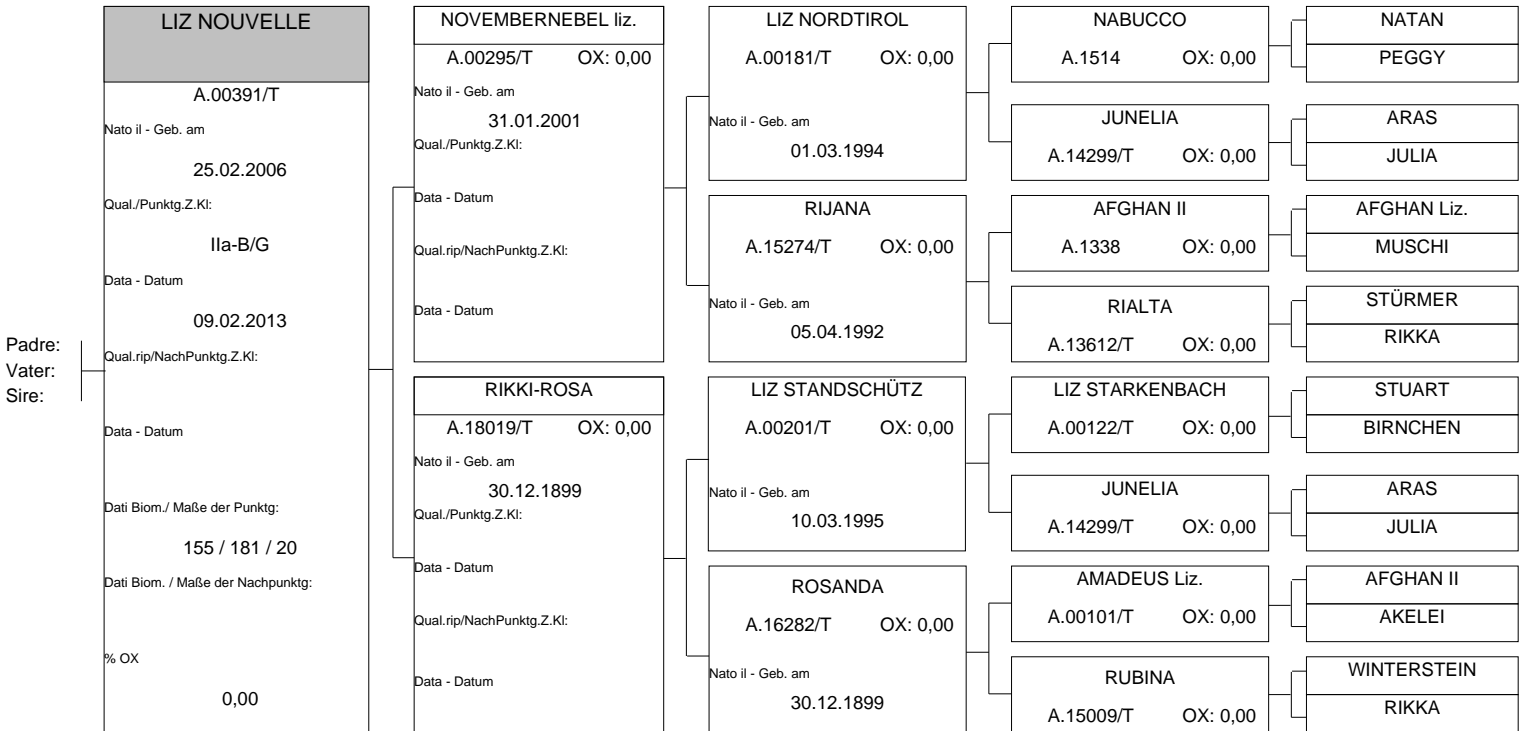 Padre:
Vater:
Sire:
LIZ NOUVELLE
A.00391/T
Nato il - Geb. am
25.02.2006
Qual./Punktg.Z.Kl:
IIa-B/G
Data - Datum
09.02.2013
Qual.rip/NachPunktg.Z.Kl:
Data - Datum
Dati Biom./ Maße der Punktg:
155 / 181 / 20
Dati Biom. / Maße der Nachpunktg:
% OX
0,00
NOVEMBERNEBEL liz.
A.00295/T OX: 0,00
Nato il - Geb. am
31.01.2001
Qual./Punktg.Z.Kl:
Data - Datum
Qual.rip/NachPunktg.Z.Kl:
Data - Datum
RIKKI-ROSA
A.18019/T OX: 0,00
Nato il - Geb. am
30.12.1899
Qual./Punktg.Z.Kl:
Data - Datum
Qual.rip/NachPunktg.Z.Kl:
Data - Datum
LIZ NORDTIROL
A.00181/T OX: 0,00
Nato il - Geb. am
01.03.1994
RIJANA
A.15274/T OX: 0,00
Nato il - Geb. am
05.04.1992
LIZ STANDSCHÜTZ
A.00201/T OX: 0,00
Nato il - Geb. am
10.03.1995
ROSANDA
A.16282/T OX: 0,00
Nato il - Geb. am
30.12.1899
NABUCCO
A.1514 OX: 0,00
JUNELIA
A.14299/T OX: 0,00
AFGHAN II
A.1338 OX: 0,00
RIALTA
A.13612/T OX: 0,00
LIZ STARKENBACH
A.00122/T OX: 0,00
JUNELIA
A.14299/T OX: 0,00
AMADEUS Liz.
A.00101/T OX: 0,00
RUBINA
A.15009/T OX: 0,00
NATAN
PEGGY
ARAS
JULIA
AFGHAN Liz.
MUSCHI
STÜRMER
RIKKA
STUART
BIRNCHEN
ARAS
JULIA
AFGHAN II
AKELEI
WINTERSTEIN
RIKKA